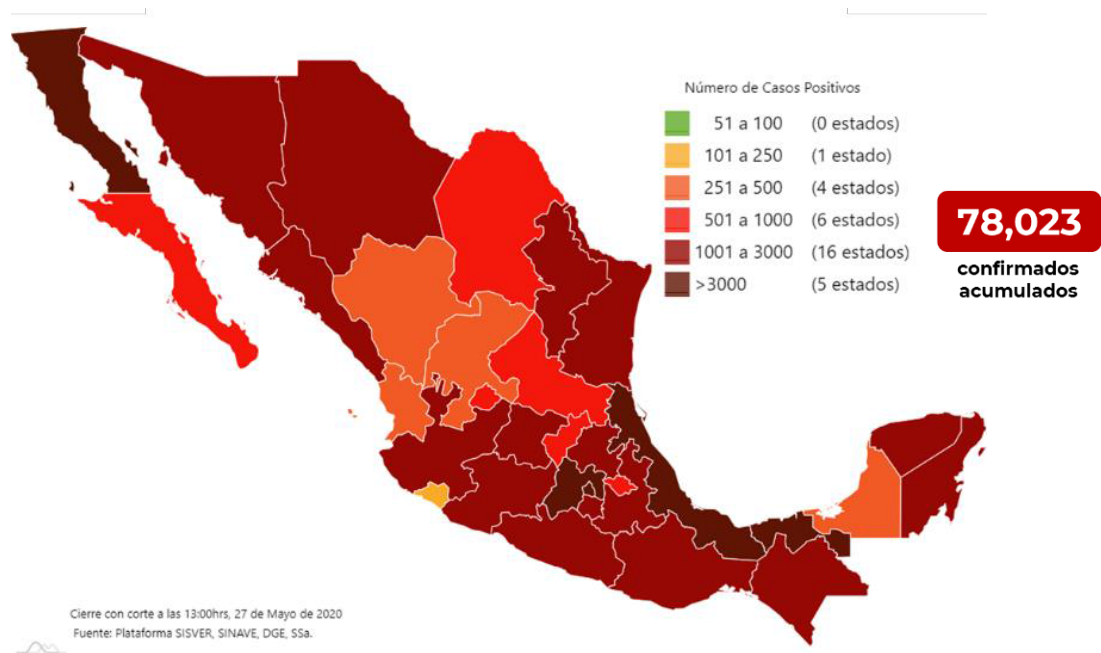 Número de Casos Positivos
51 a 100 (0 estados)
101 a 250 (1 estado)
251 a 500 (4 estados)
501 a 1000 (6 estados)
1001 a 3000 (16 estados)
>3000 (5 estados)
78,023
confirmados
acumulados
Cierre con corte a las 13:00hrs, 27 de Mayo de 2020
Fuente: Plataforma SISVER, SINAVE, DGE, SSa.